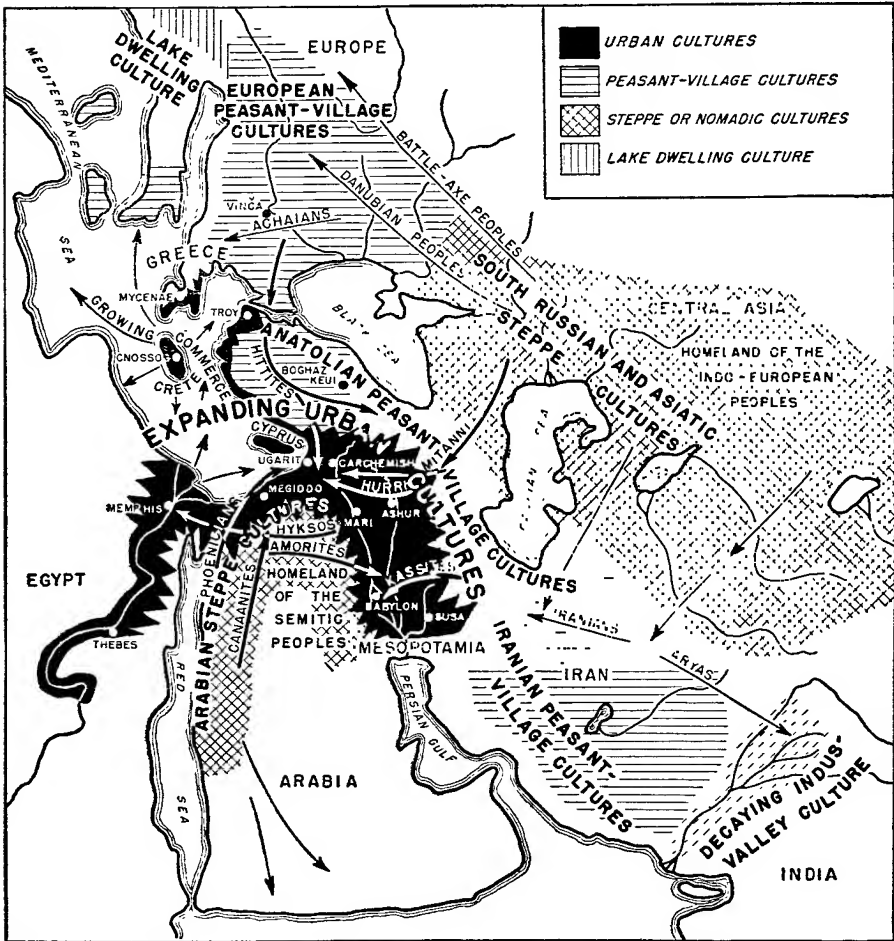 URBAN CULTURES
PEASANT-VILLAGE CULTURES
STEPPE OR NOMADIC CULTURES
LAKE DWELLING CULTURE
LAKE
DWELLING
CULTURE
EUROPE
EUROPEAN
PEASANT-VILLAGE
CULTURES
MEDITERRANEAN
SEA
BATTLE-AXE PEOPLES
DANUBIAN PEOPLES
VINČA
ACHAIANS
GREECE
MYCENAE
TROY
BLACK SEA
SOUTH RUSSIAN AND ASIATIC
STEPPE CULTURES
CENTRAL ASIA
HOMELAND OF THE
INDO-EUROPEAN
PEOPLES
GROWING
COMMERCE
CNOSSO
CRETE
ANATOLIAN PEASANT
VILLAGE CULTURES
HITTITES
BOGHAZ
KEUI
EXPANDING URBAN
CULTURES
CYPRUS
UGARIT
CARCHEMISH
MITANNI
HURRI
CASPIAN SEA
MEGIDDO
MEMPHIS
MARI
ASHUR
HYKSOS
AMORITES
KASSITES
PHOENICIANS
CANAANITES
ARABIAN STEPPE CULTURES
HOMELAND
OF THE
SEMITIC
PEOPLES
BABYLON
SUSA
MESOPOTAMIA
EGYPT
THEBES
RED
SEA
ARABIA
PERSIAN GULF
IRANIANS
ARYAS
IRAN
IRANIAN PEASANT-
VILLAGE CULTURES
DECAYING INDUS-
VALLEY CULTURE
INDIA